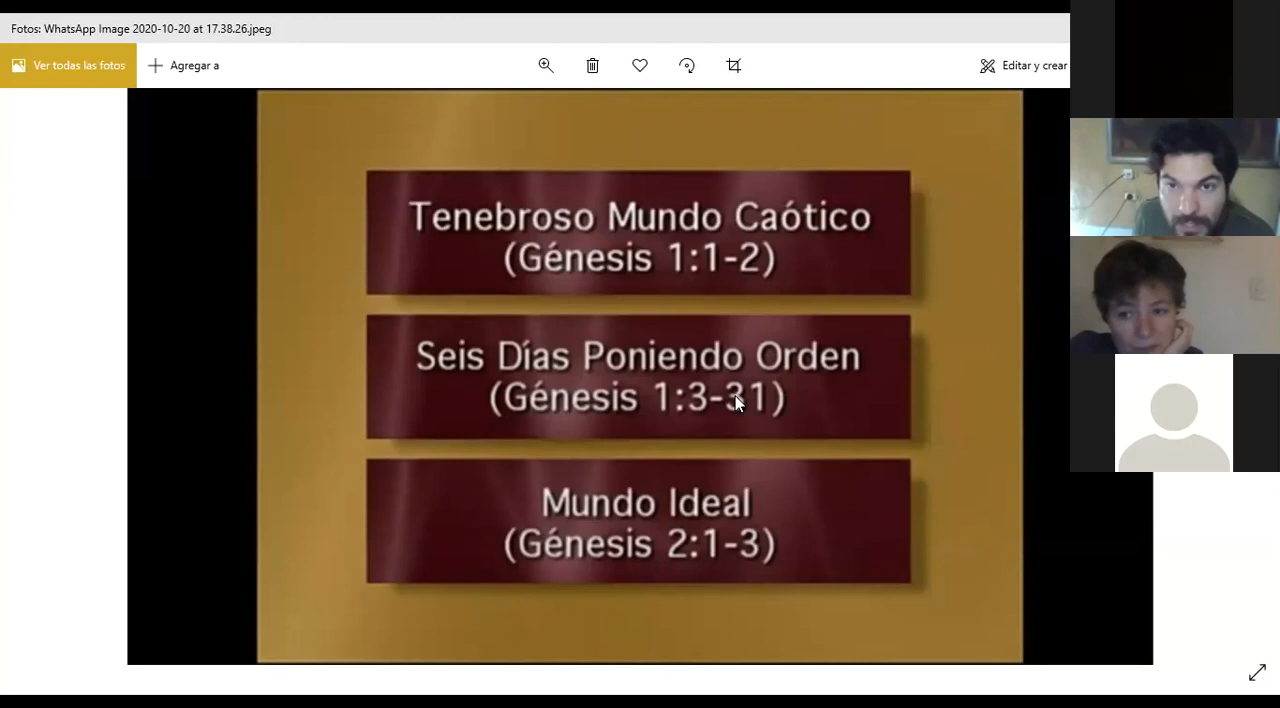 Fotos: WhatsApp Image 2020-10-20 at 17.38.26.jpeg
Ver todas las fotos
Agregar a
Editar y crear
Tenebroso Mundo Caótico
(Génesis 1:1-2)
Seis Días Poniendo Orden
(Génesis 1:3-31)
Mundo Ideal
(Génesis 2:1-3)